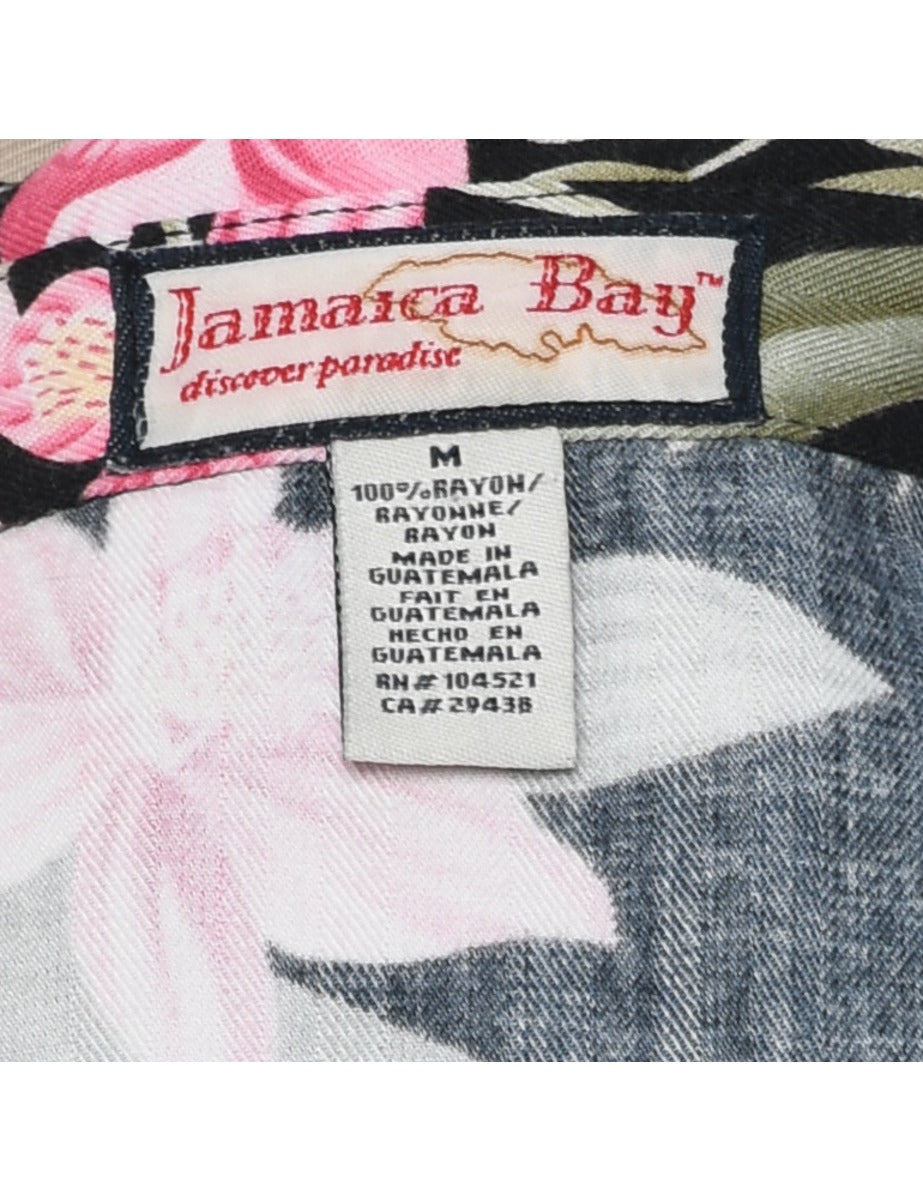 Jamaica Bay™
discover paradise
M
100%RAYON/
RAYONNE/
RAYON
MADE IN
GUATEMALA
FAIT EN
GUATEMALA
HECHO EN
GUATEMALA
RN# 104521
CA# 29438